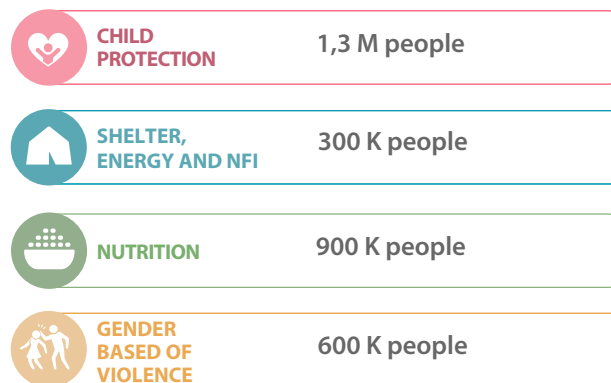 CHILD
PROTECTION
1,3 M people
SHELTER,
ENERGY AND NFI
300 K people
NUTRITION
900 K people
GENDER
BASED OF
VIOLENCE
600 K people